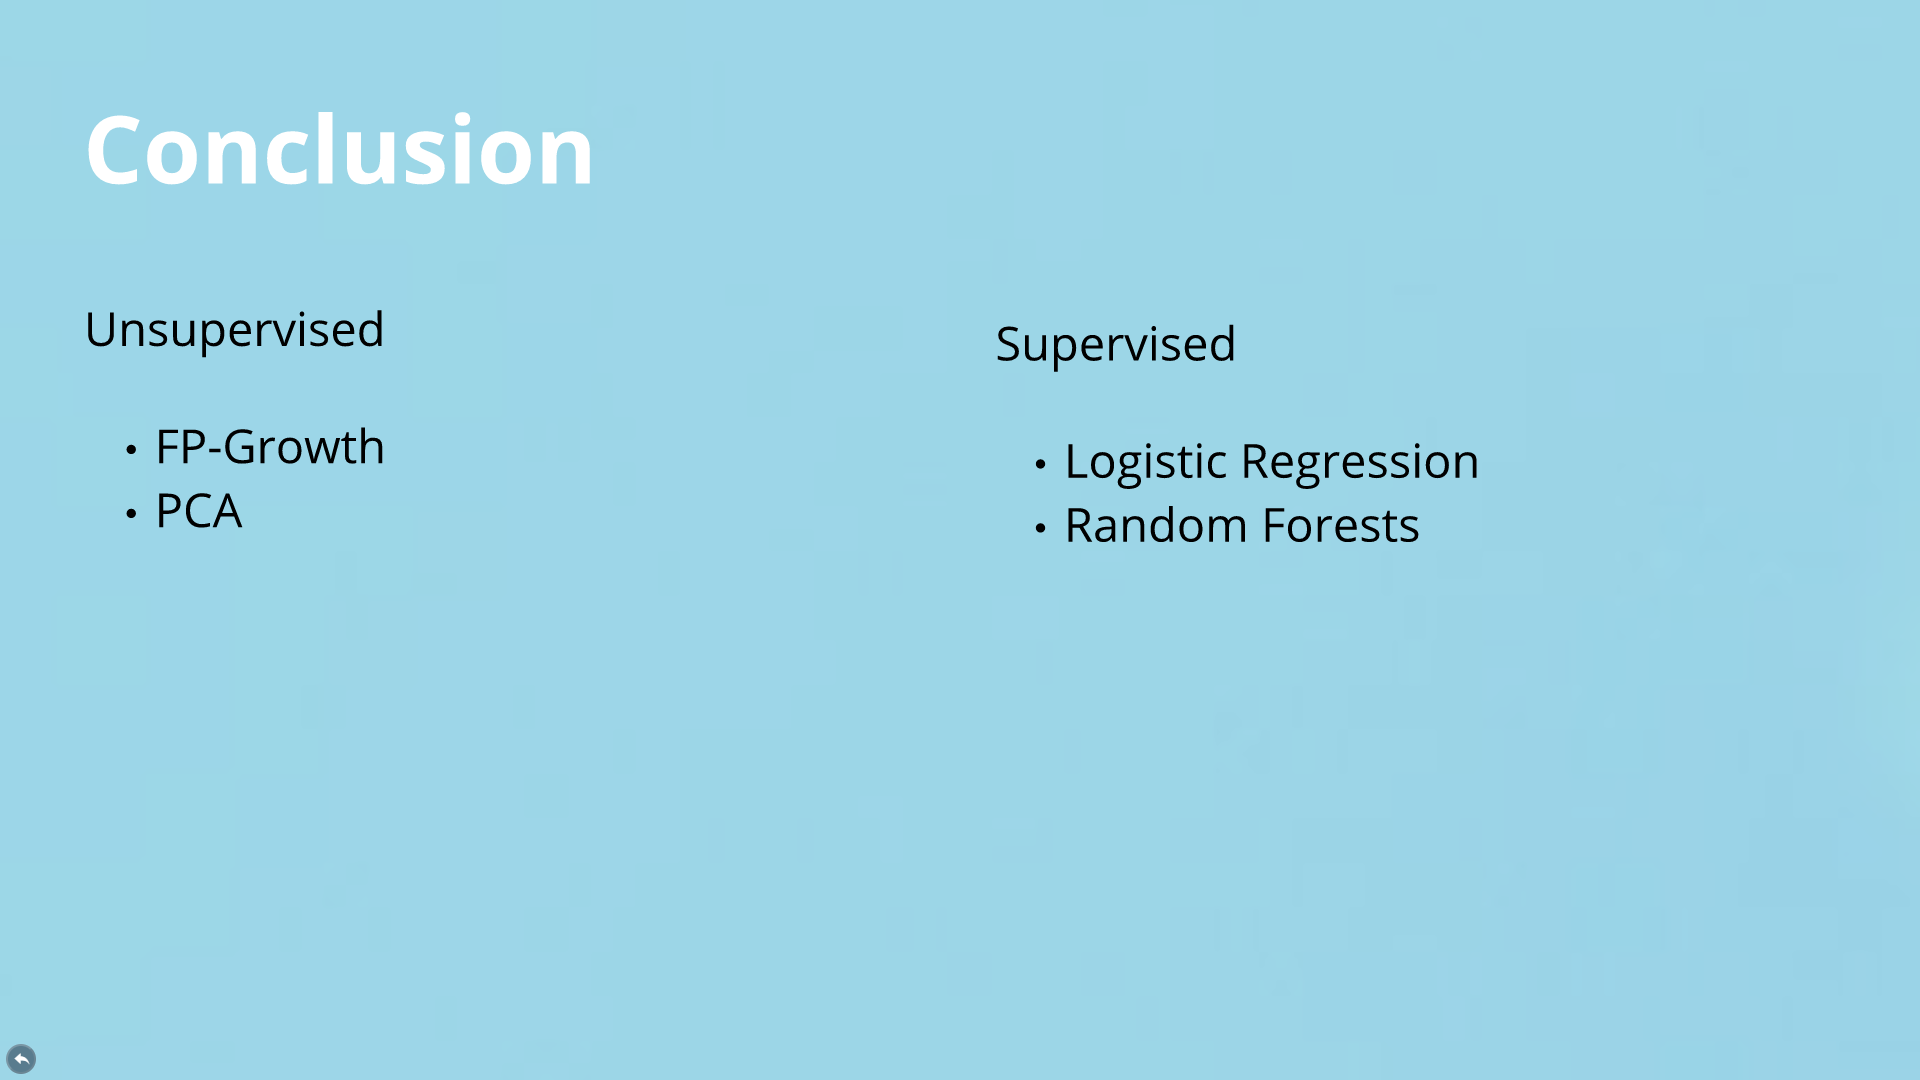 Conclusion
Unsupervised
• FP-Growth
• PCA
Supervised
• Logistic Regression
• Random Forests